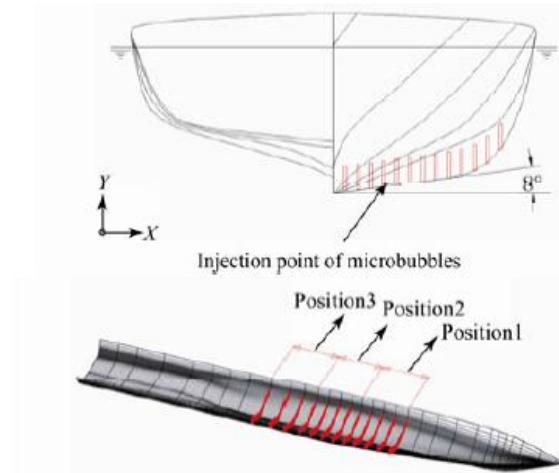 8°
Y
X
Injection point of microbubbles
Position3
Position2
Position1